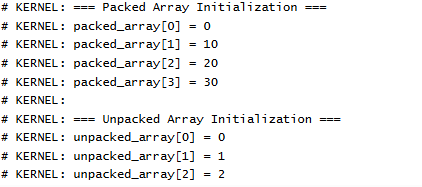 # KERNEL: === Packed Array Initialization ===
# KERNEL: packed_array[0] = 0
# KERNEL: packed_array[1] = 10
# KERNEL: packed_array[2] = 20
# KERNEL: packed_array[3] = 30
# KERNEL:
# KERNEL: === Unpacked Array Initialization ===
# KERNEL: unpacked_array[0] = 0
# KERNEL: unpacked_array[1] = 1
# KERNEL: unpacked_array[2] = 2